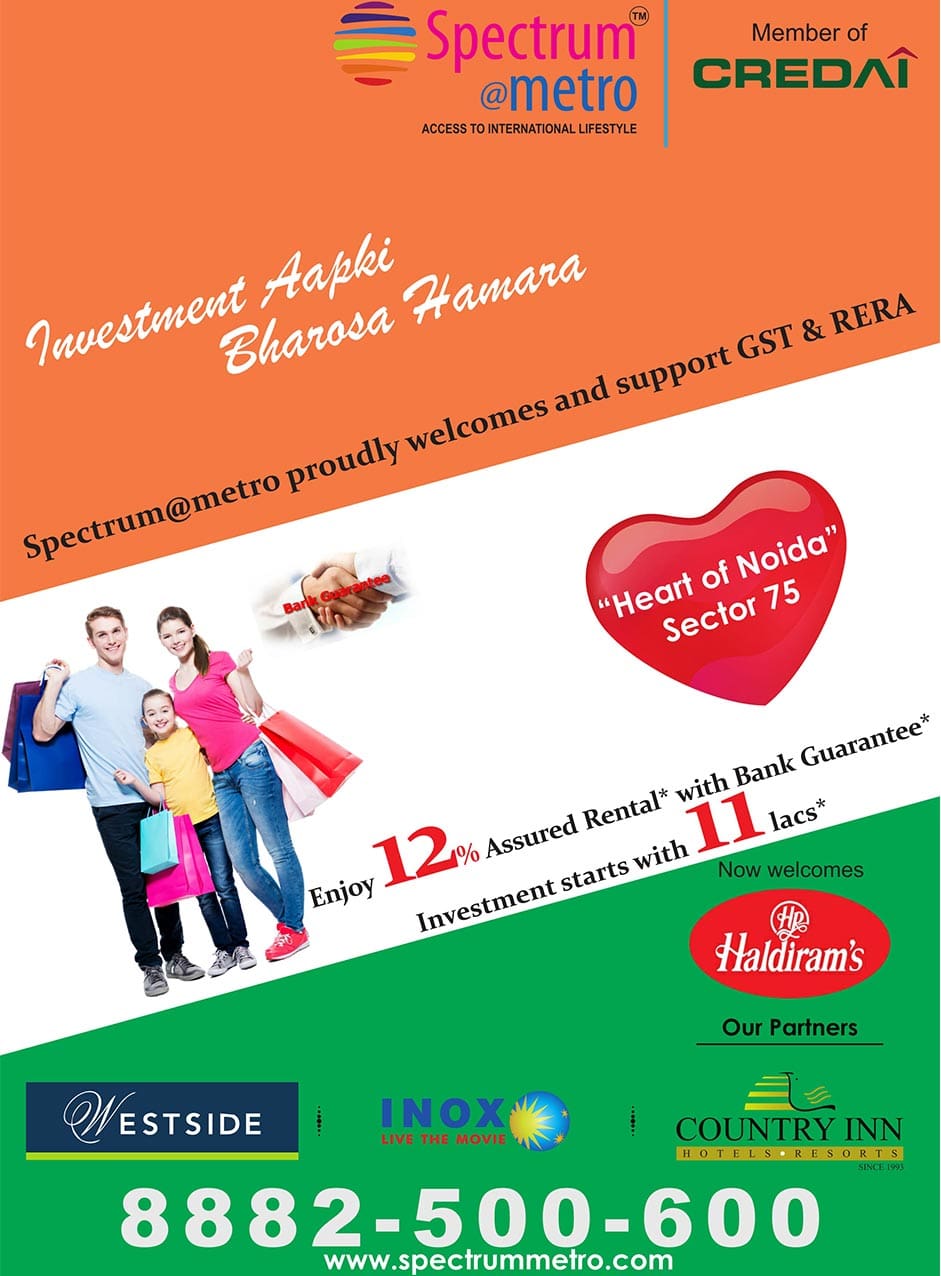 Spectrum™
@metro
ACCESS TO INTERNATIONAL LIFESTYLE
Member of
CREDAI
Investment Aapki
Bharosa Hamara
Spectrum@metro proudly welcomes and support GST & RERA
Bank Guarantee
“Heart of Noida”
Sector 75
Enjoy 12% Assured Rental* with Bank Guarantee*
Investment starts with 11 lacs*
Now welcomes
HR
Haldiram's
Our Partners
WESTSIDE
INOX
LIVE THE MOVIE
COUNTRY INN
HOTELS • RESORTS
SINCE 1993
8882-500-600
www.spectrummetro.com